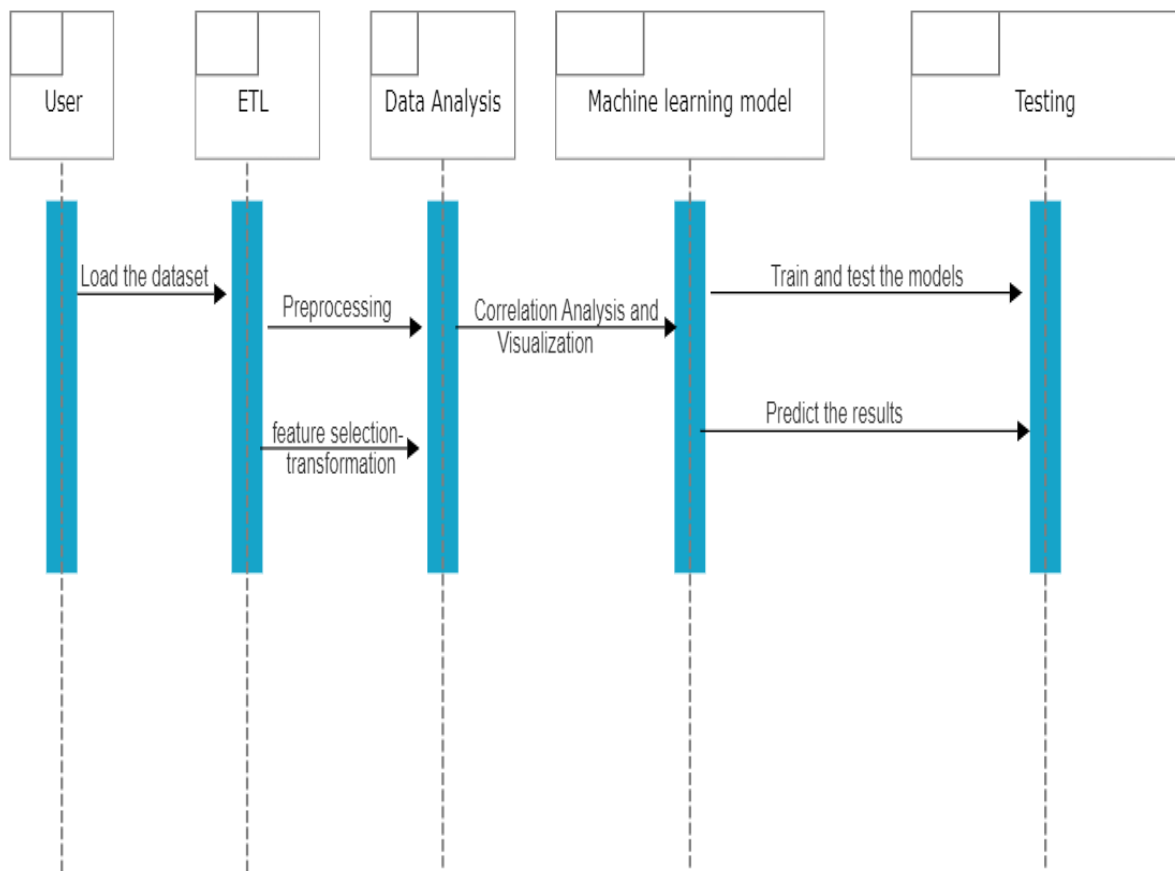 User
ETL
Data Analysis
Machine learning model
Testing
Load the dataset
Preprocessing
Correlation Analysis and
Visualization
Train and test the models
feature selection-
transformation
Predict the results